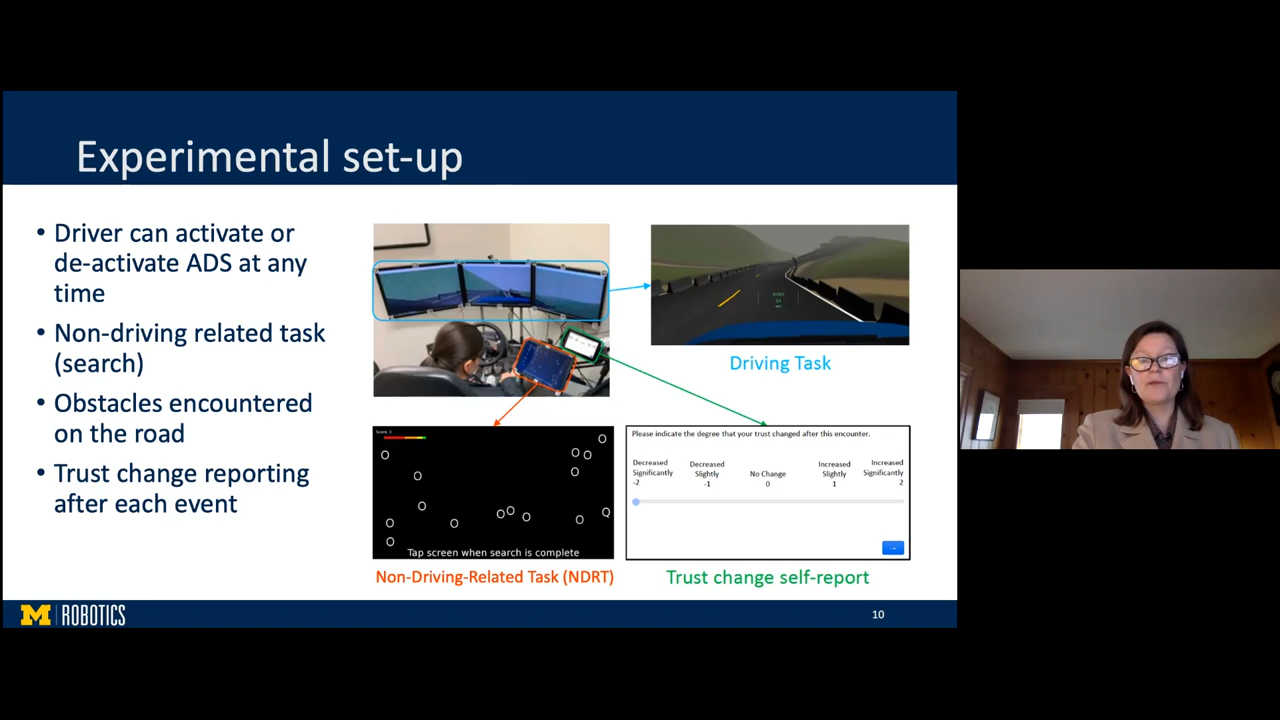 Experimental set-up
• Driver can activate or
de-activate ADS at any
time
• Non-driving related task
(search)
• Obstacles encountered
on the road
• Trust change reporting
after each event
Driving Task
Tap screen when search is complete
Non-Driving-Related Task (NDRT)
Please indicate the degree that your trust changed after this encounter.
Decreased Significantly -2
Decreased Slightly -1
No Change 0
Increased Slightly 1
Increased Significantly 2
→
Trust change self-report
M ROBOTICS
10